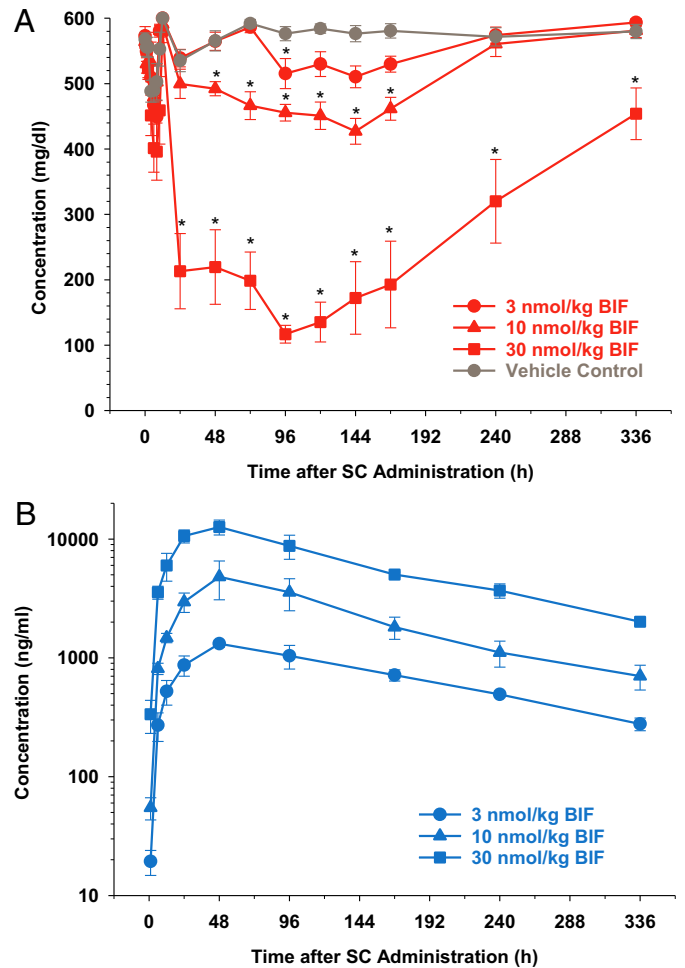 A
600
500
400
300
200
100
0
Concentration (mg/dl)
* * * * * * *
* * * * * * * * *
3 nmol/kg BIF
10 nmol/kg BIF
30 nmol/kg BIF
Vehicle Control
0 48 96 144 192 240 288 336
Time after SC Administration (h)
B
10000
1000
100
10
Concentration (ng/ml)
3 nmol/kg BIF
10 nmol/kg BIF
30 nmol/kg BIF
0 48 96 144 192 240 288 336
Time after SC Administration (h)